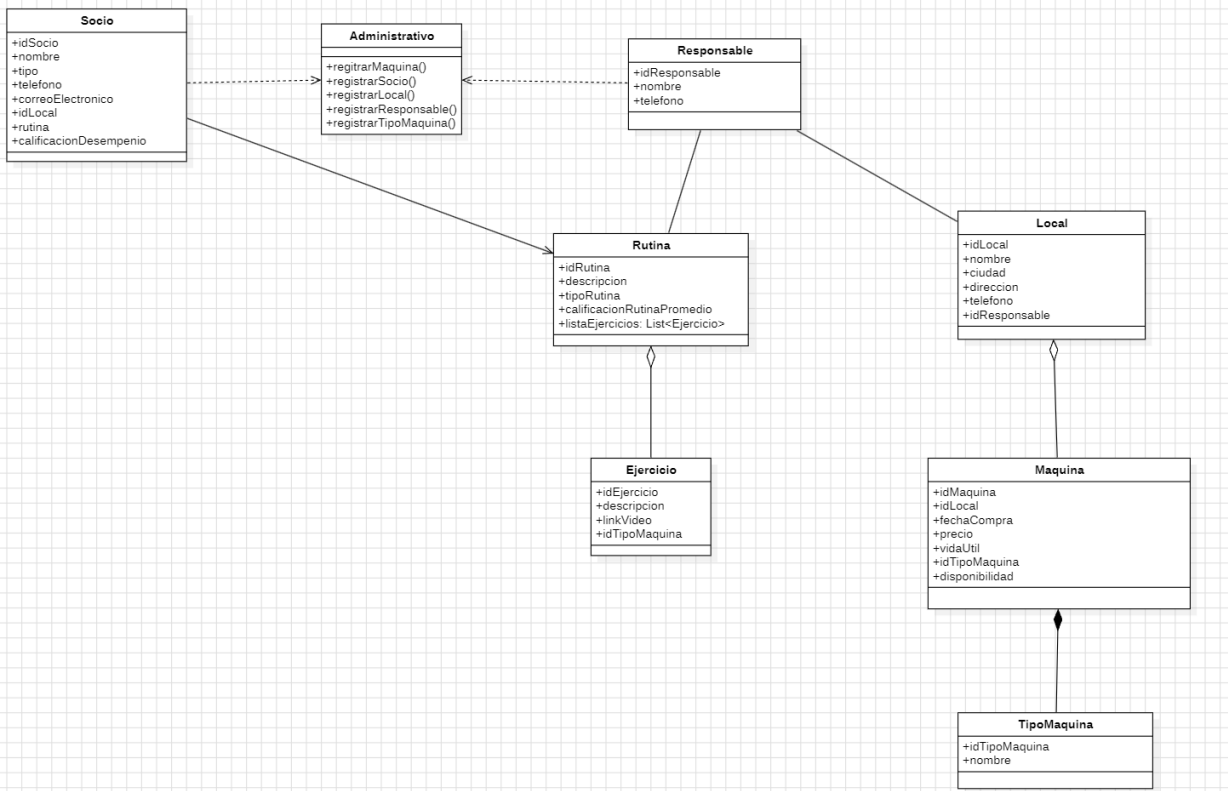 Socio
+idSocio
+nombre
+tipo
+telefono
+correoElectronico
+idLocal
+rutina
+calificacionDesempenio
Administrativo
+regitrarMaquina()
+registrarSocio()
+registrarLocal()
+registrarResponsable()
+registrarTipoMaquina()
Responsable
+idResponsable
+nombre
+telefono
Rutina
+idRutina
+descripcion
+tipoRutina
+calificacionRutinaPromedio
+listaEjercicios: List<Ejercicio>
Local
+idLocal
+nombre
+ciudad
+direccion
+telefono
+idResponsable
Ejercicio
+idEjercicio
+descripcion
+linkVideo
+idTipoMaquina
Maquina
+idMaquina
+idLocal
+fechaCompra
+precio
+vidaUtil
+idTipoMaquina
+disponibilidad
TipoMaquina
+idTipoMaquina
+nombre